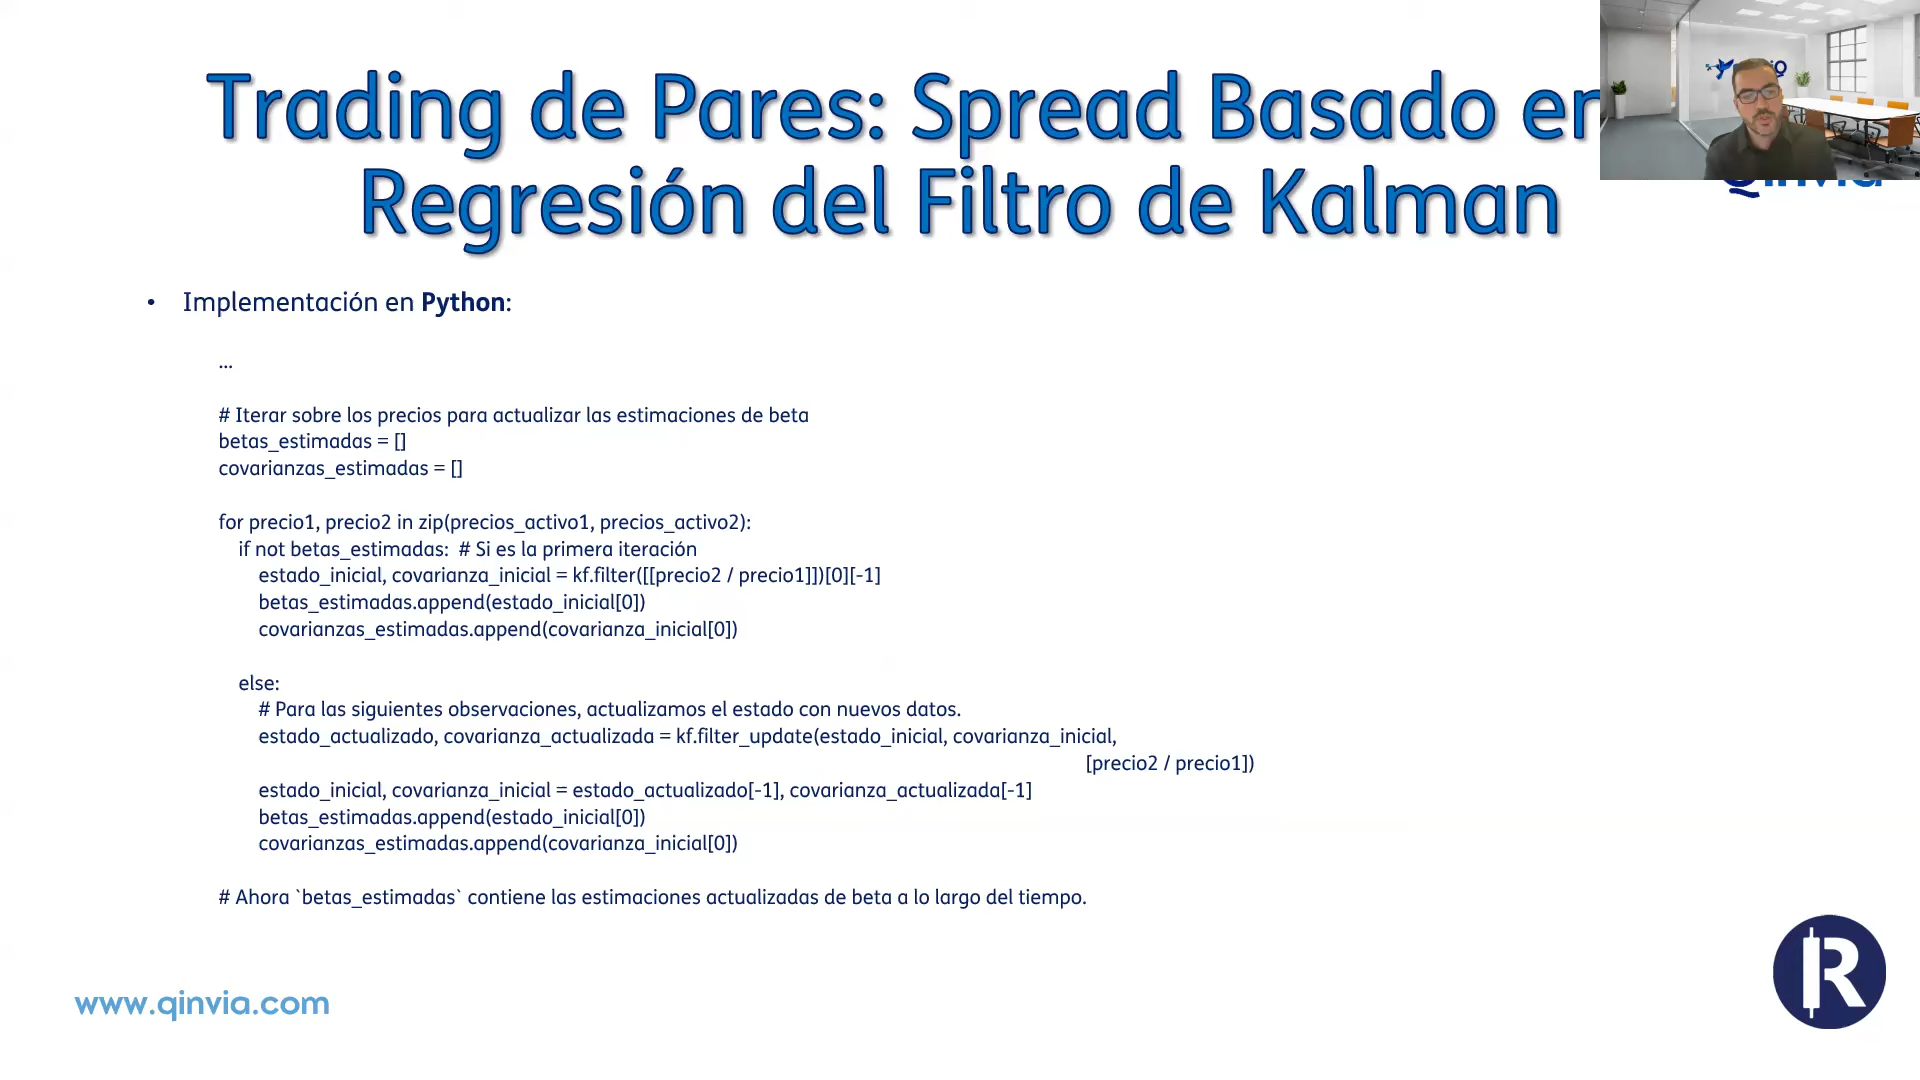 Trading de Pares: Spread Basado en
Regresión del Filtro de Kalman
• Implementación en Python:
...
# Iterar sobre los precios para actualizar las estimaciones de beta
betas_estimadas = []
covarianzas_estimadas = []
for precio1, precio2 in zip(precios_activo1, precios_activo2):
if not betas_estimadas: # Si es la primera iteración
estado_inicial, covarianza_inicial = kf.filter([[precio2 / precio1]])[0][-1]
betas_estimadas.append(estado_inicial[0])
covarianzas_estimadas.append(covarianza_inicial[0])
else:
# Para las siguientes observaciones, actualizamos el estado con nuevos datos.
estado_actualizado, covarianza_actualizada = kf.filter_update(estado_inicial, covarianza_inicial,
[precio2 / precio1])
estado_inicial, covarianza_inicial = estado_actualizado[-1], covarianza_actualizada[-1]
betas_estimadas.append(estado_inicial[0])
covarianzas_estimadas.append(covarianza_inicial[0])
# Ahora `betas_estimadas` contiene las estimaciones actualizadas de beta a lo largo del tiempo.
www.qinvia.com
R